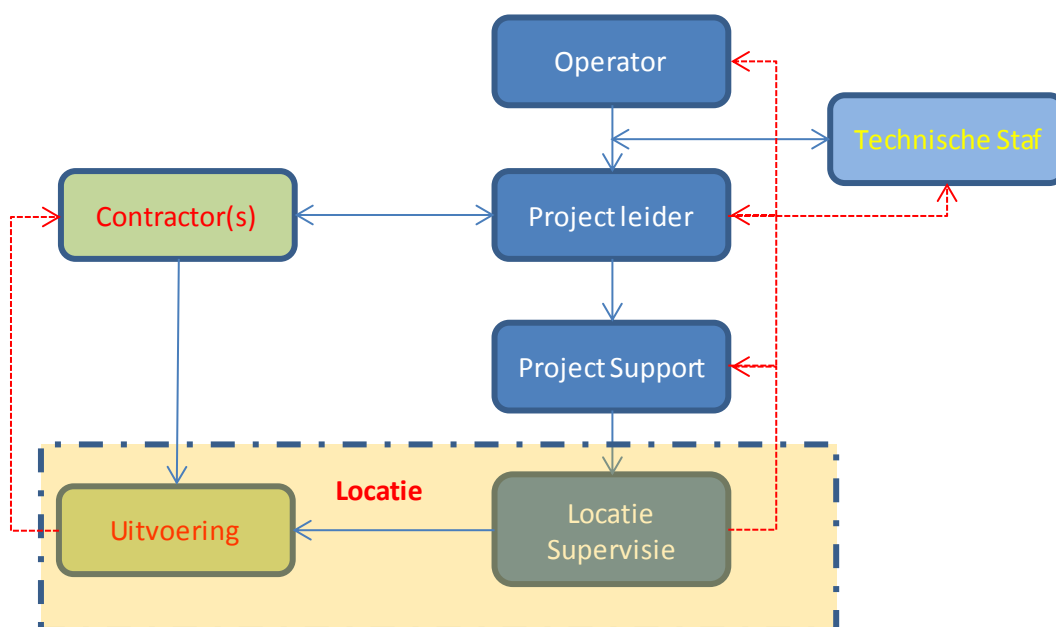 Operator
Technische Staf
Contractor(s)
Project leider
Project Support
Locatie
Uitvoering
Locatie
Supervisie